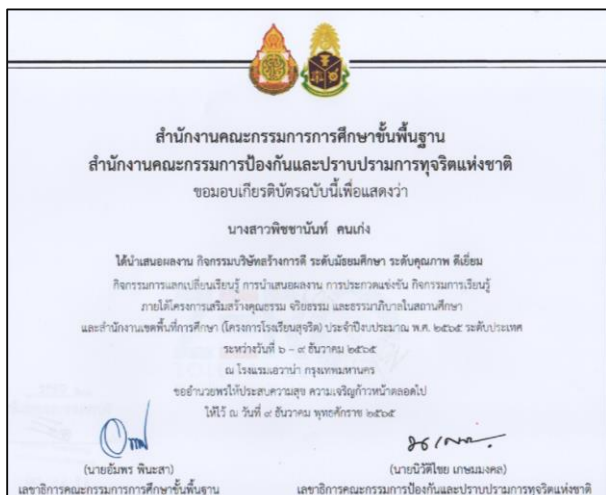 สำนักงานคณะกรรมการการศึกษาขั้นพื้นฐาน
สำนักงานคณะกรรมการป้องกันและปราบปรามการทุจริตแห่งชาติ
ขอมอบเกียรติบัตรฉบับนี้เพื่อแสดงว่า
นางสาวพิชชานันท์ คนเก่ง
ได้นำเสนอผลงาน กิจกรรมบริษัทสร้างการดี ระดับมัธยมศึกษา ระดับคุณภาพ ดีเยี่ยม
กิจกรรมการแลกเปลี่ยนเรียนรู้ การนำเสนอผลงาน การประกวดแข่งขัน กิจกรรมการเรียนรู้
ภายใต้โครงการเสริมสร้างคุณธรรม จริยธรรม และธรรมาภิบาลในสถานศึกษา
และสำนักงานเขตพื้นที่การศึกษา (โครงการโรงเรียนสุจริต) ประจำปีงบประมาณ พ.ศ. ๒๕๖๕ ระดับประเทศ
ระหว่างวันที่ ๖ – ๙ ธันวาคม ๒๕๖๕
ณ โรงแรมเอวาน่า กรุงเทพมหานคร
ขออำนวยพรให้ประสบความสุข ความเจริญก้าวหน้าตลอดไป
ให้ไว้ ณ วันที่ ๙ ธันวาคม พุทธศักราช ๒๕๖๕
(นายอัมพร พินะสา)
เลขาธิการคณะกรรมการการศึกษาขั้นพื้นฐาน
(นายนิวัติไชย เกษมมงคล)
เลขาธิการคณะกรรมการป้องกันและปราบปรามการทุจริตแห่งชาติ